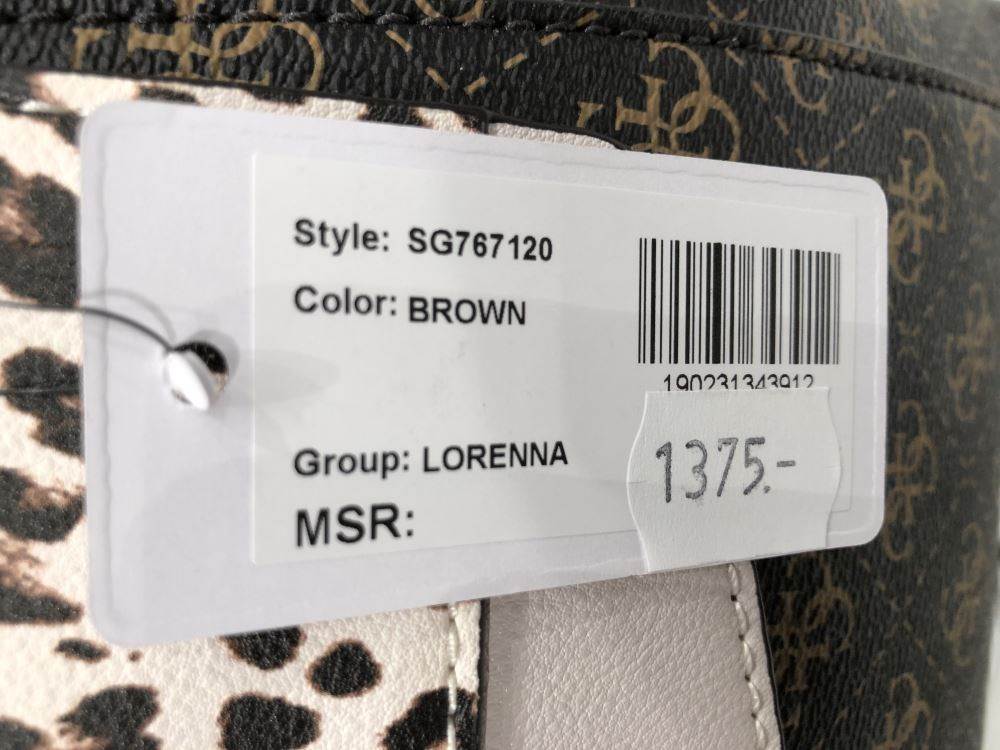 Style: SG767120
Color: BROWN
190231343912
Group: LORENNA
MSR:
1375.-